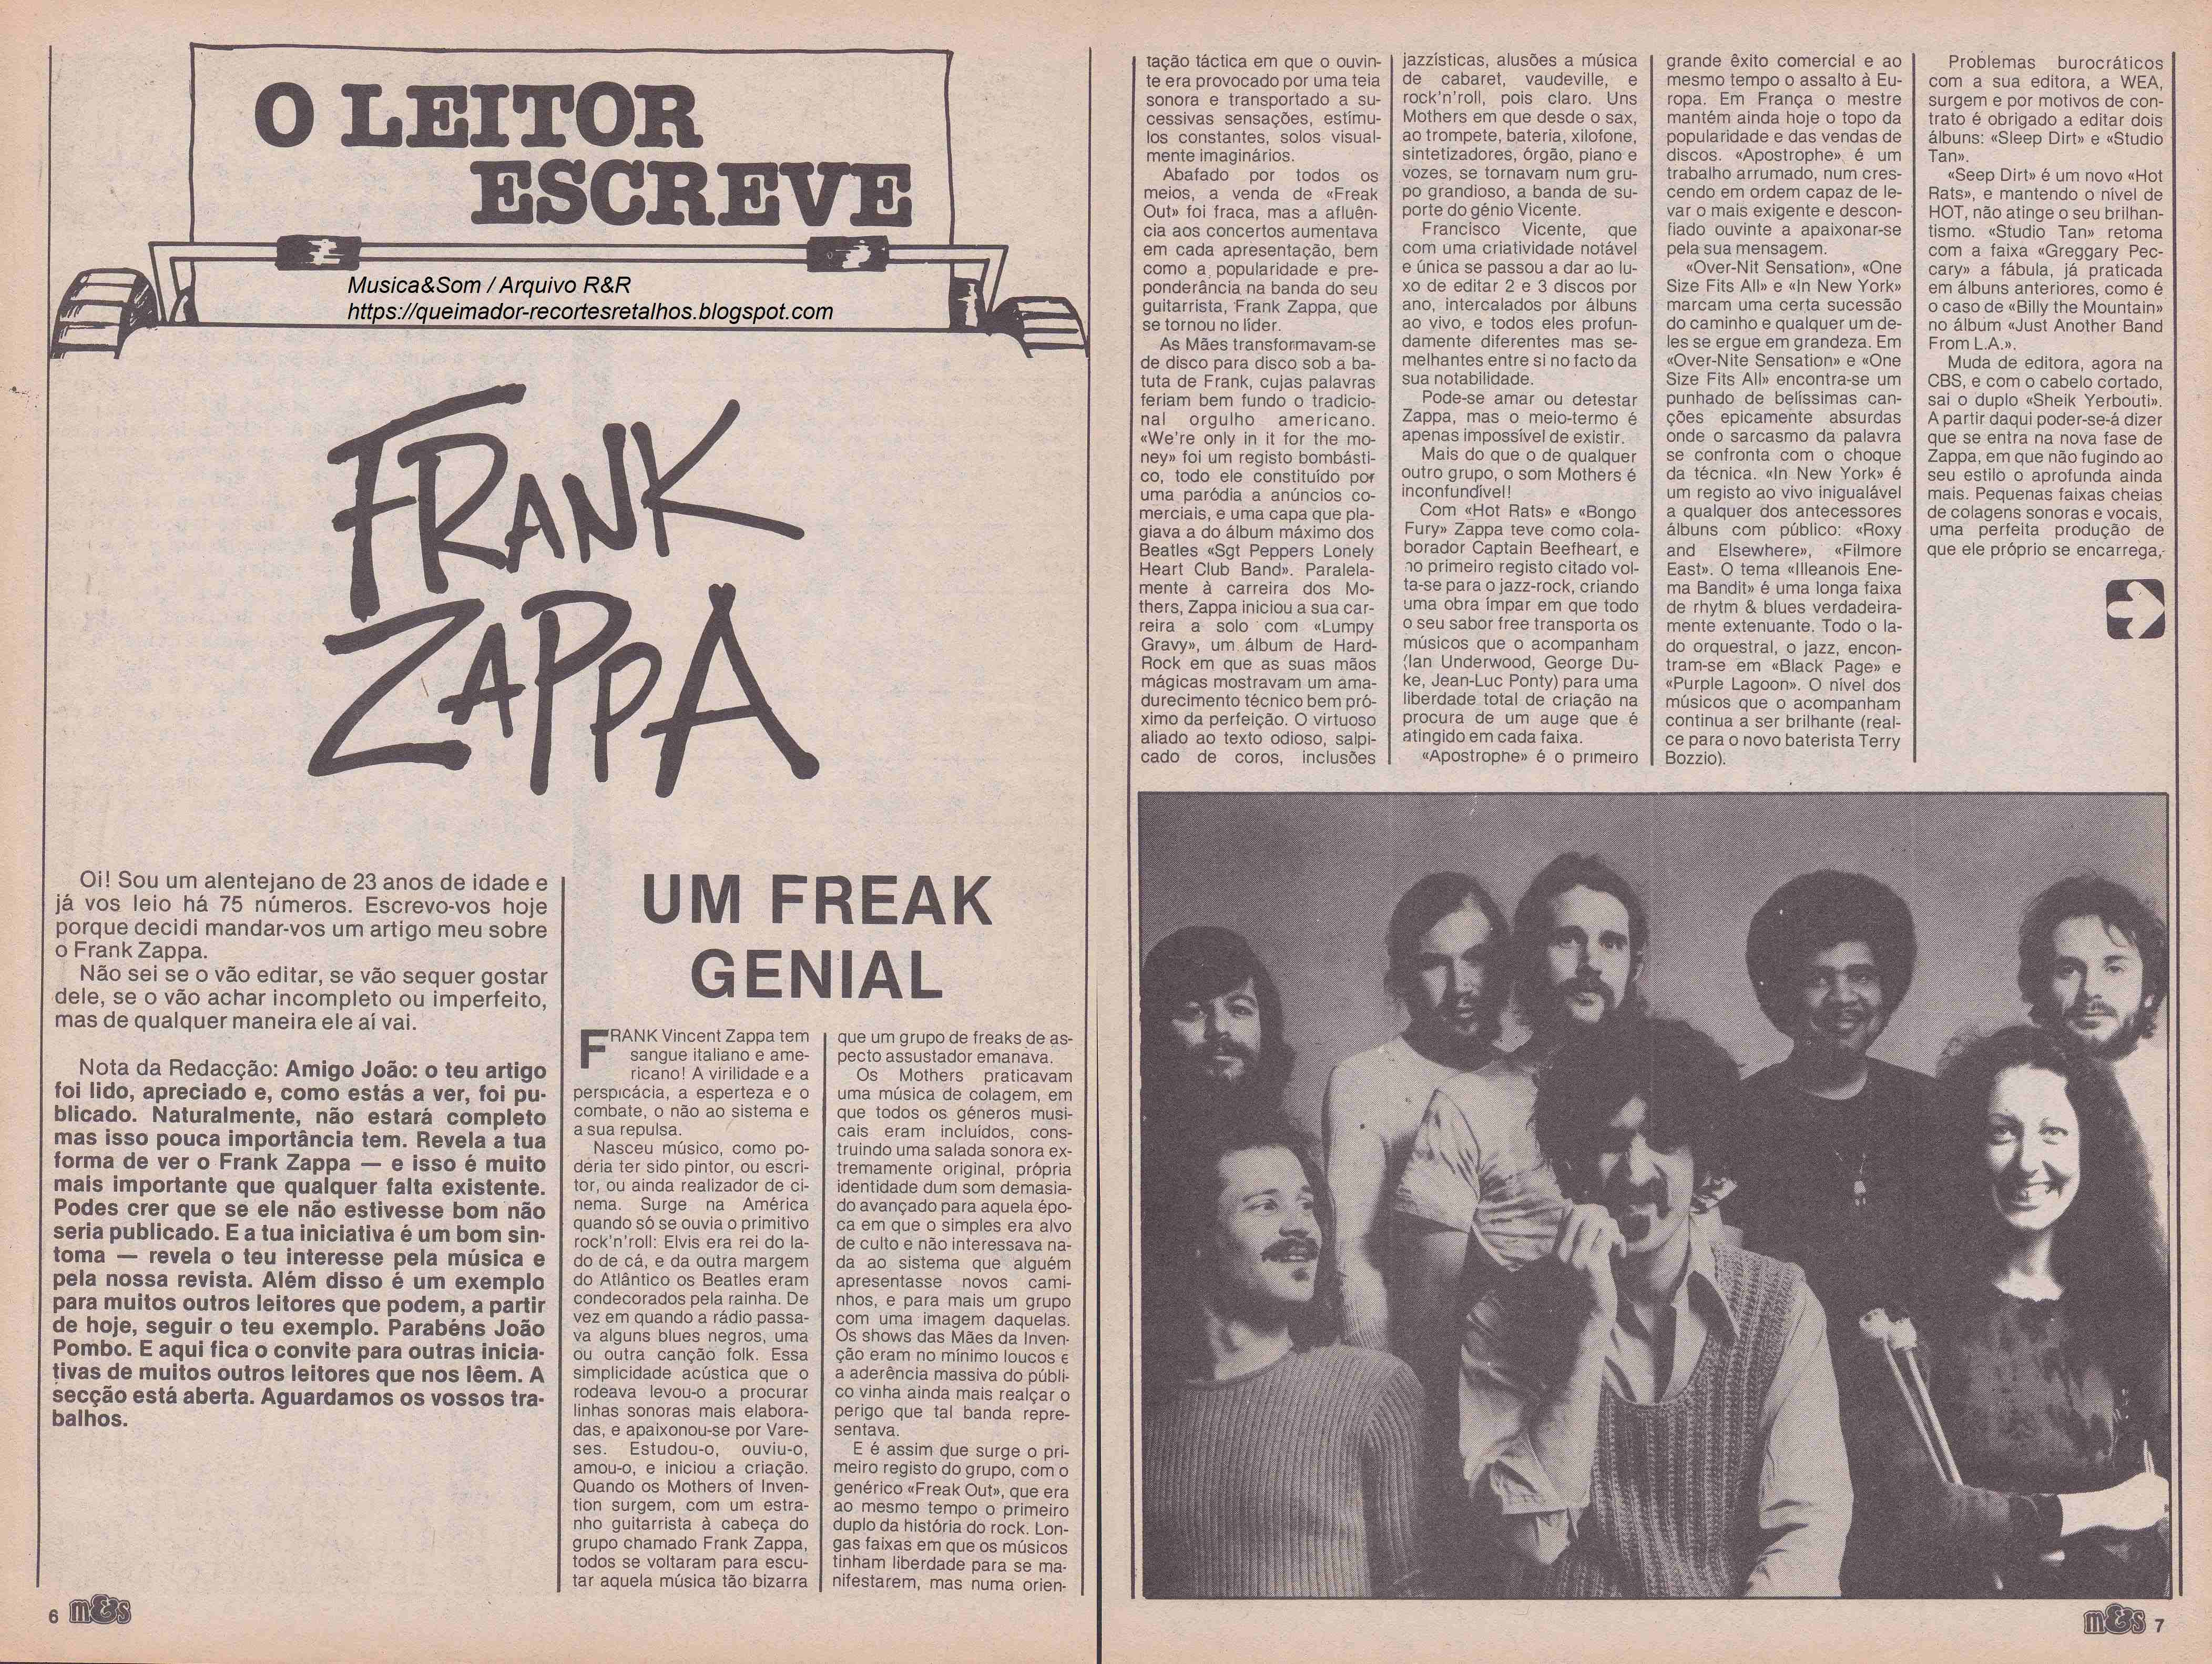 O LEITOR
ESCREVE
Musica&Som / Arquivo R&R
https://queimador-recortesretalhos.blogspot.com
FRANK
ZAPPA
Oi! Sou um alentejano de 23 anos de idade e
já vos leio há 75 números. Escrevo-vos hoje
porque decidi mandar-vos um artigo meu sobre
o Frank Zappa.
Não sei se o vão editar, se vão sequer gostar
dele, se o vão achar incompleto ou imperfeito,
mas de qualquer maneira ele aí vai.
Nota da Redacção: Amigo João: o teu artigo
foi lido, apreciado e, como estás a ver, foi pu-
blicado. Naturalmente, não estará completo
mas isso pouca importância tem. Revela a tua
forma de ver o Frank Zappa — e isso é muito
mais importante que qualquer falta existente.
Podes crer que se ele não estivesse bom não
seria publicado. E a tua iniciativa é um bom sin-
toma — revela o teu interesse pela música e
pela nossa revista. Além disso é um exemplo
para muitos outros leitores que podem, a partir
de hoje, seguir o teu exemplo. Parabéns João
Pombo. E aqui fica o convite para outras inicia-
tivas de muitos outros leitores que nos lêem. A
secção está aberta. Aguardamos os vossos tra-
balhos.
UM FREAK
GENIAL
FRANK Vincent Zappa tem
sangue italiano e ame-
ricano! A virilidade e a
perspicácia, a esperteza e o
combate, o não ao sistema e
a sua repulsa.
Nasceu músico, como po-
deria ter sido pintor, ou escri-
tor, ou ainda realizador de ci-
nema. Surge na América
quando só se ouvia o primitivo
rock'n'roll: Elvis era rei do la-
do de cá, e da outra margem
do Atlântico os Beatles eram
condecorados pela rainha. De
vez em quando a rádio passa-
va alguns blues negros, uma
ou outra canção folk. Essa
simplicidade acústica que o
rodeava levou-o a procurar
linhas sonoras mais elabora-
das, e apaixonou-se por Vare-
ses. Estudou-o, ouviu-o,
amou-o, e iniciou a criação.
Quando os Mothers of Inven-
tion surgem, com um estra-
nho guitarrista à cabeça do
grupo chamado Frank Zappa,
todos se voltaram para escu-
tar aquela música tão bizarra
que um grupo de freaks de as-
pecto assustador emanava.
Os Mothers praticavam
uma música de colagem, em
que todos os géneros musi-
cais eram incluídos, cons-
truindo uma salada sonora ex-
tremamente original, própria
identidade dum som demasia-
do avançado para aquela épo-
ca em que o simples era alvo
de culto e não interessava na-
da ao sistema que alguém
apresentasse novos cami-
nhos, e para mais um grupo
com uma imagem daquelas.
Os shows das Mães da Inven-
ção eram no mínimo loucos e
a aderência massiva do públi-
co vinha ainda mais realçar o
perigo que tal banda repre-
sentava.
E é assim que surge o pri-
meiro registo do grupo, com o
genérico «Freak Out», que era
ao mesmo tempo o primeiro
duplo da história do rock. Lon-
gas faixas em que os músicos
tinham liberdade para se ma-
nifestarem, mas numa orien-
6 m&s
tação táctica em que o ouvin-
te era provocado por uma teia
sonora e transportado a su-
cessivas sensações, estímu-
los constantes, solos visual-
mente imaginários.
Abafado por todos os
meios, a venda de «Freak
Out» foi fraca, mas a afluên-
cia aos concertos aumentava
em cada apresentação, bem
como a popularidade e pre-
ponderância na banda do seu
guitarrista, Frank Zappa, que
se tornou no líder.
As Mães transformavam-se
de disco para disco sob a ba-
tuta de Frank, cujas palavras
feriam bem fundo o tradicio-
nal orgulho americano.
«We're only in it for the mo-
ney» foi um registo bombásti-
co, todo ele constituído por
uma paródia a anúncios co-
merciais, e uma capa que pla-
giava a do álbum máximo dos
Beatles «Sgt Peppers Lonely
Heart Club Band». Paralela-
mente à carreira dos Mo-
thers, Zappa iniciou a sua car-
reira a solo com «Lumpy
Gravy», um álbum de Hard-
Rock em que as suas mãos
mágicas mostravam um ama-
durecimento técnico bem pró-
ximo da perfeição. O virtuoso
aliado ao texto odioso, salpi-
cado de coros, inclusões
jazzísticas, alusões a música
de cabaret, vaudeville, e
rock'n'roll, pois claro. Uns
Mothers em que desde o sax,
ao trompete, bateria, xilofone,
sintetizadores, órgão, piano e
vozes, se tornavam num gru-
po grandioso, a banda de su-
porte do génio Vicente.
Francisco Vicente, que
com uma criatividade notável
e única se passou a dar ao lu-
xo de editar 2 e 3 discos por
ano, intercalados por álbuns
ao vivo, e todos eles profun-
damente diferentes mas se-
melhantes entre si no facto da
sua notabilidade.
Pode-se amar ou detestar
Zappa, mas o meio-termo é
apenas impossível de existir.
Mais do que o de qualquer
outro grupo, o som Mothers é
inconfundível!
Com «Hot Rats» e «Bongo
Fury» Zappa teve como cola-
borador Captain Beefheart, e
no primeiro registo citado vol-
ta-se para o jazz-rock, criando
uma obra ímpar em que todo
o seu sabor free transporta os
músicos que o acompanham
(Ian Underwood, George Du-
ke, Jean-Luc Ponty) para uma
liberdade total de criação na
procura de um auge que é
atingido em cada faixa.
«Apostrophe» é o primeiro
grande êxito comercial e ao
mesmo tempo o assalto à Eu-
ropa. Em França o mestre
mantém ainda hoje o topo da
popularidade e das vendas de
discos. «Apostrophe» é um
trabalho arrumado, num cres-
cendo em ordem capaz de le-
var o mais exigente e descon-
fiado ouvinte a apaixonar-se
pela sua mensagem.
«Over-Nit Sensation», «One
Size Fits All» e «In New York»
marcam uma certa sucessão
do caminho e qualquer um de-
les se ergue em grandeza. Em
«Over-Nite Sensation» e «One
Size Fits All» encontra-se um
punhado de belíssimas can-
ções epicamente absurdas
onde o sarcasmo da palavra
se confronta com o choque
da técnica. «In New York» é
um registo ao vivo inigualável
a qualquer dos antecessores
álbuns com público: «Roxy
and Elsewhere», «Filmore
East». O tema «Illeanois Ene-
ma Bandit» é uma longa faixa
de rhytm & blues verdadeira-
mente extenuante. Todo o la-
do orquestral, o jazz, encon-
tram-se em «Black Page» e
«Purple Lagoon». O nível dos
músicos que o acompanham
continua a ser brilhante (real-
ce para o novo baterista Terry
Bozzio).
Problemas burocráticos
com a sua editora, a WEA,
surgem e por motivos de con-
trato é obrigado a editar dois
álbuns: «Sleep Dirt» e «Studio
Tan».
«Seep Dirt» é um novo «Hot
Rats», e mantendo o nível de
HOT, não atinge o seu brilhan-
tismo. «Studio Tan» retoma
com a faixa «Greggary Pec-
cary» a fábula, já praticada
em álbuns anteriores, como é
o caso de «Billy the Mountain»
no álbum «Just Another Band
From L.A.».
Muda de editora, agora na
CBS, e com o cabelo cortado,
sai o duplo «Sheik Yerbouti».
A partir daqui poder-se-á dizer
que se entra na nova fase de
Zappa, em que não fugindo ao
seu estilo o aprofunda ainda
mais. Pequenas faixas cheias
de colagens sonoras e vocais,
uma perfeita produção de
que ele próprio se encarrega,
m&s 7